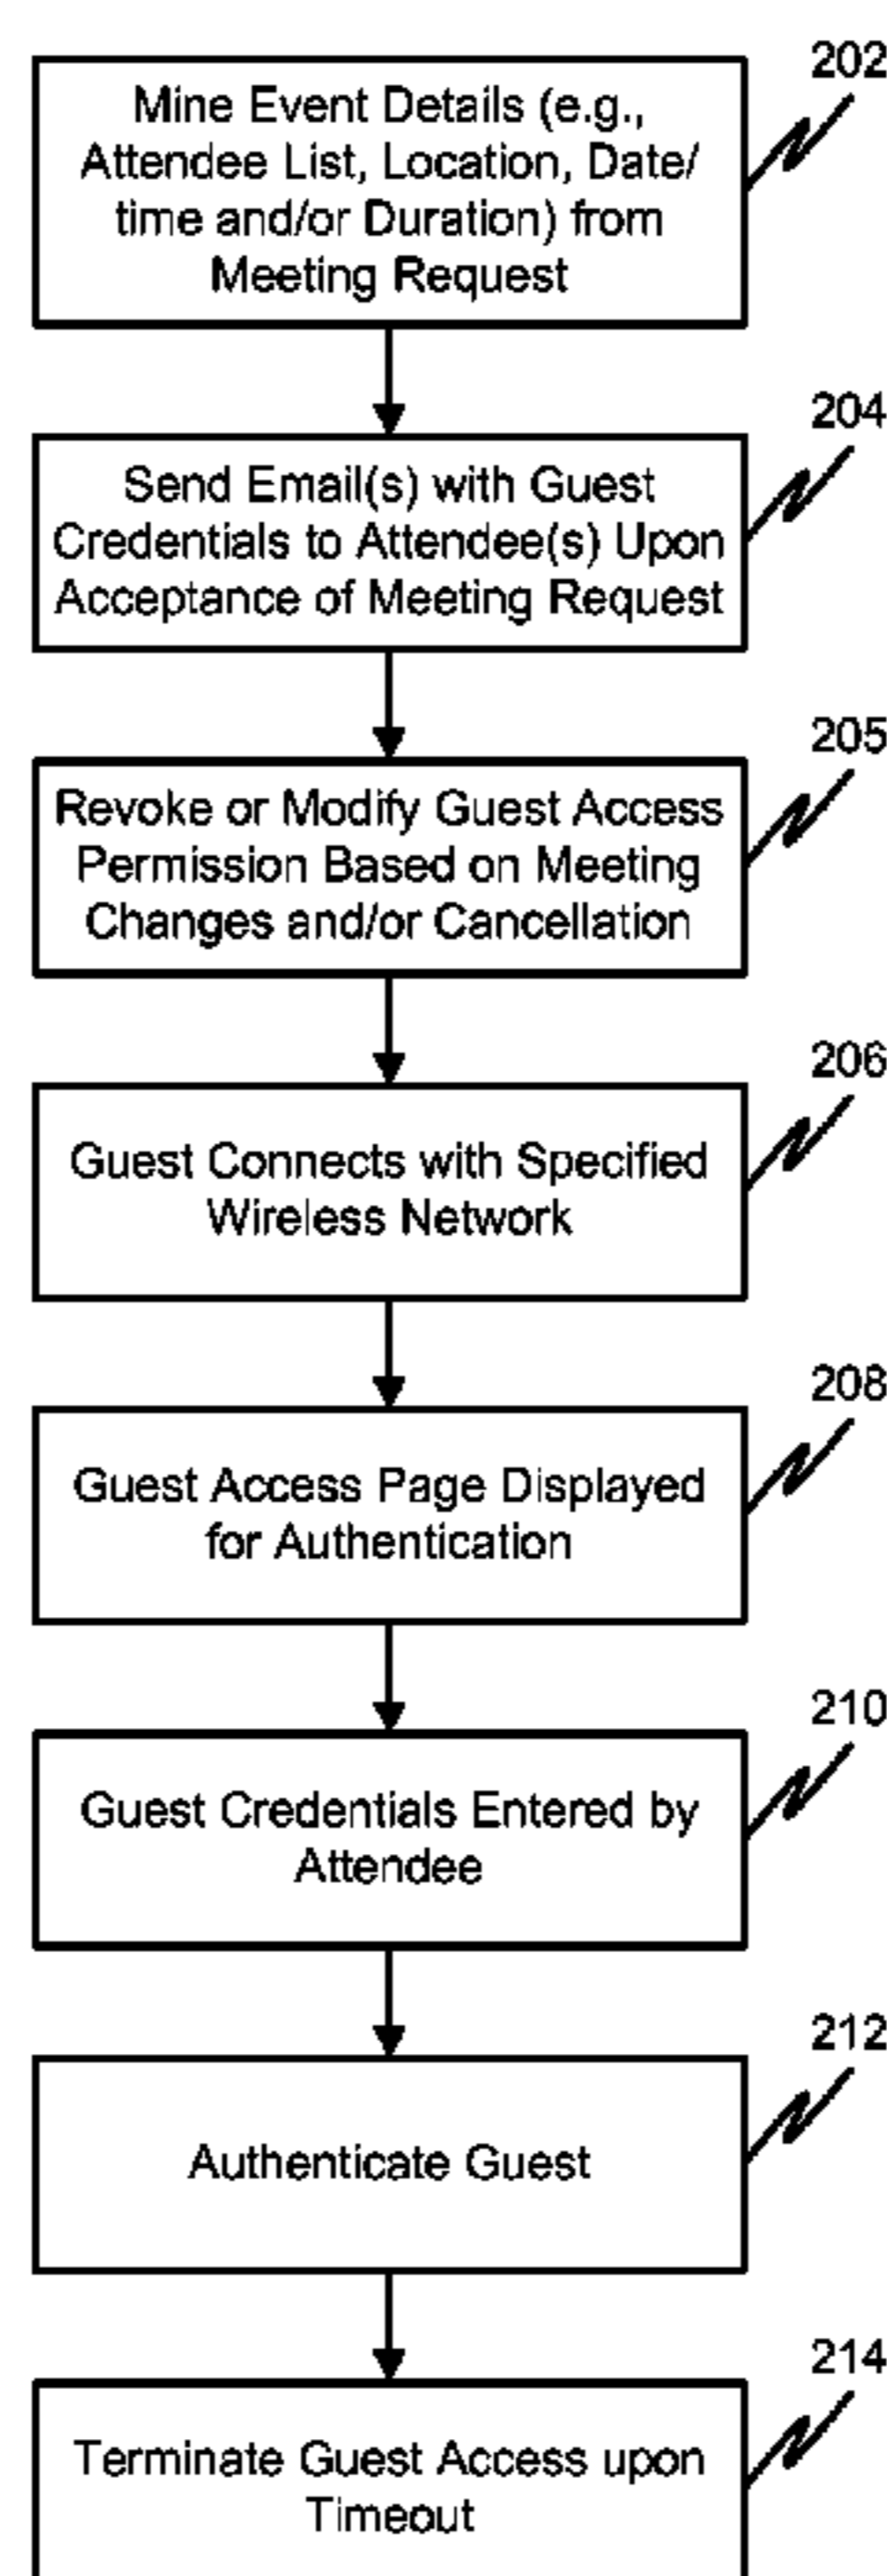 202
Mine Event Details (e.g.,
Attendee List, Location, Date/
time and/or Duration) from
Meeting Request
204
Send Email(s) with Guest
Credentials to Attendee(s) Upon
Acceptance of Meeting Request
205
Revoke or Modify Guest Access
Permission Based on Meeting
Changes and/or Cancellation
206
Guest Connects with Specified
Wireless Network
208
Guest Access Page Displayed
for Authentication
210
Guest Credentials Entered by
Attendee
212
Authenticate Guest
214
Terminate Guest Access upon
Timeout